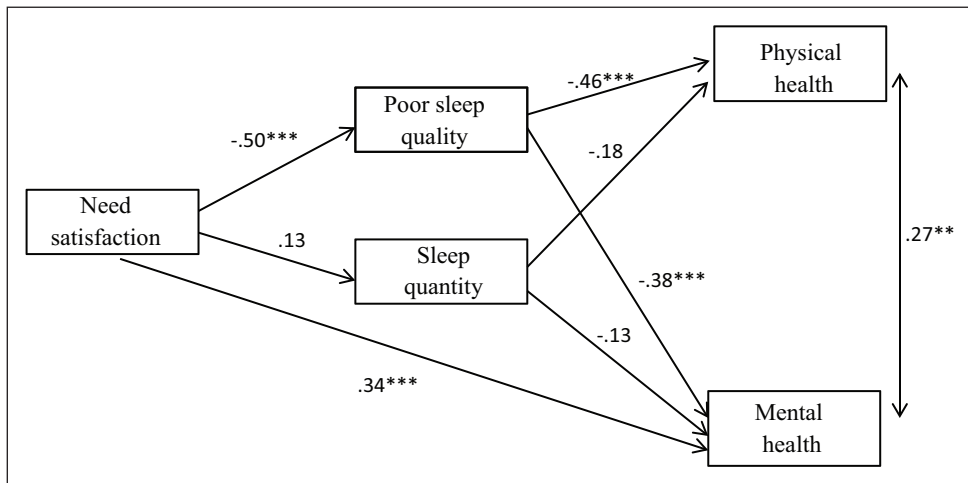 Physical
health
-.46***
Poor sleep
quality
-.50***
-.18
Need
satisfaction
.13
Sleep
quantity
.27**
-.38***
-.13
.34***
Mental
health